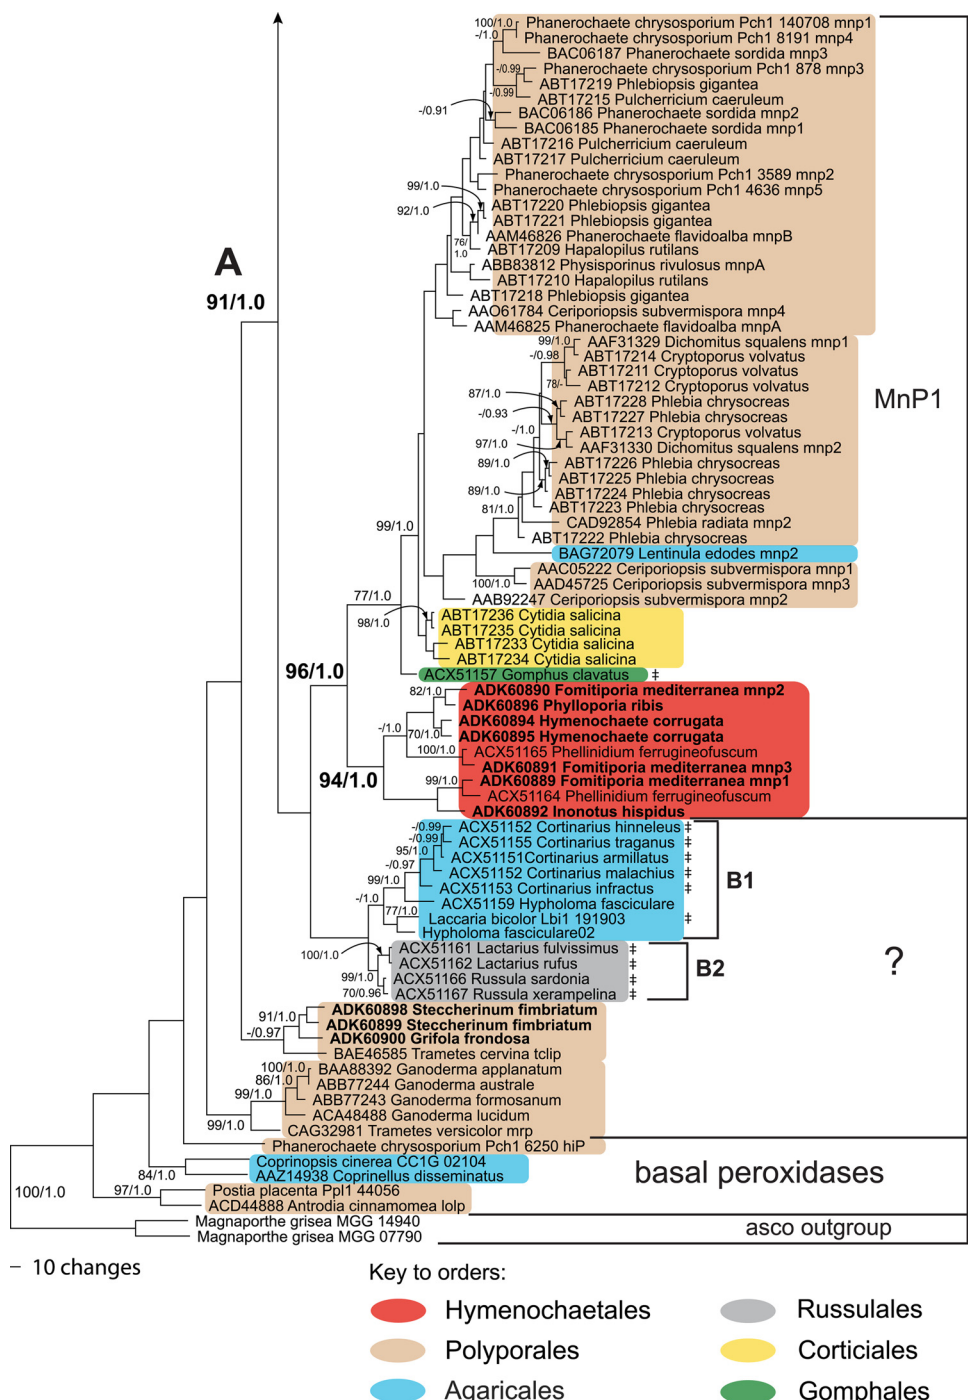 100/1.0 Phanerochaete chrysosporium Pch1 140708 mnp1
-/1.0 Phanerochaete chrysosporium Pch1 8191 mnp4
BAC06187 Phanerochaete sordida mnp3
-/0.99 Phanerochaete chrysosporium Pch1 878 mnp3
ABT17219 Phlebiopsis gigantea
-/0.99 ABT17215 Pulcherricium caeruleum
-/0.91 BAC06186 Phanerochaete sordida mnp2
BAC06185 Phanerochaete sordida mnp1
ABT17216 Pulcherricium caeruleum
ABT17217 Pulcherricium caeruleum
Phanerochaete chrysosporium Pch1 3589 mnp2
99/1.0 Phanerochaete chrysosporium Pch1 4636 mnp5
ABT17220 Phlebiopsis gigantea
92/1.0 ABT17221 Phlebiopsis gigantea
AAM46826 Phanerochaete flavidoalba mnpB
76/
1.0 ABT17209 Hapalopilus rutilans
A ABB83812 Physisporinus rivulosus mnpA
ABT17210 Hapalopilus rutilans
91/1.0 ABT17218 Phlebiopsis gigantea
AAO61784 Ceriporiopsis subvermispora mnp4
AAM46825 Phanerochaete flavidoalba mnpA
99/1.0 AAF31329 Dichomitus squalens mnp1
-/0.98 ABT17214 Cryptoporus volvatus
ABT17211 Cryptoporus volvatus
78/- ABT17212 Cryptoporus volvatus
87/1.0 ABT17228 Phlebia chrysocreas
MnP1
-/0.93 ABT17227 Phlebia chrysocreas
-/1.0 ABT17213 Cryptoporus volvatus
97/1.0 AAF31330 Dichomitus squalens mnp2
89/1.0 ABT17226 Phlebia chrysocreas
ABT17225 Phlebia chrysocreas
89/1.0 ABT17224 Phlebia chrysocreas
81/1.0 ABT17223 Phlebia chrysocreas
CAD92854 Phlebia radiata mnp2
99/1.0 ABT17222 Phlebia chrysocreas
BAG72079 Lentinula edodes mnp2
AAC05222 Ceriporiopsis subvermispora mnp1
100/1.0 AAD45725 Ceriporiopsis subvermispora mnp3
77/1.0 AAB92247 Ceriporiopsis subvermispora mnp2
98/1.0 ABT17236 Cytidia salicina
ABT17235 Cytidia salicina
ABT17233 Cytidia salicina
ABT17234 Cytidia salicina
96/1.0 ACX51157 Gomphus clavatus ‡
82/1.0 ADK60890 Fomitiporia mediterranea mnp2
ADK60896 Phylloporia ribis
-/1.0 ADK60894 Hymenochaete corrugata
70/1.0 ADK60895 Hymenochaete corrugata
100/1.0 ACX51165 Phellinidium ferrugineofuscum
ADK60891 Fomitiporia mediterranea mnp3
94/1.0 99/1.0 ADK60889 Fomitiporia mediterranea mnp1
ACX51164 Phellinidium ferrugineofuscum
ADK60892 Inonotus hispidus
-/0.99 ACX51152 Cortinarius hinneleus ‡
-/0.99 ACX51155 Cortinarius traganus ‡
95/1.0 ACX51151Cortinarius armillatus ‡
-/0.97 ACX51152 Cortinarius malachius ‡
B1
99/1.0 ACX51153 Cortinarius infractus ‡
-/1.0 ACX51159 Hypholoma fasciculare
77/1.0 Laccaria bicolor Lbi1 191903 ‡
Hypholoma fasciculare02
100/1.0 ACX51161 Lactarius fulvissimus ‡
ACX51162 Lactarius rufus ‡
B2
?
99/1.0 ACX51166 Russula sardonia ‡
70/0.96 ACX51167 Russula xerampelina ‡
91/1.0 ADK60898 Steccherinum fimbriatum
ADK60899 Steccherinum fimbriatum
-/0.97 ADK60900 Grifola frondosa
BAE46585 Trametes cervina tclip
100/1.0 BAA88392 Ganoderma applanatum
86/1.0 ABB77244 Ganoderma australe
99/1.0 ABB77243 Ganoderma formosanum
ACA48488 Ganoderma lucidum
99/1.0 CAG32981 Trametes versicolor mrp
Phanerochaete chrysosporium Pch1 6250 hiP
Coprinopsis cinerea CC1G 02104
84/1.0 AAZ14938 Coprinellus disseminatus
basal peroxidases
100/1.0 97/1.0 Postia placenta Ppl1 44056
ACD44888 Antrodia cinnamomea lolp
Magnaporthe grisea MGG 14940
asco outgroup
Magnaporthe grisea MGG 07790
10 changes
Key to orders:
Hymenochaetales Russulales
Polyporales Corticiales
Agaricales Gomphales